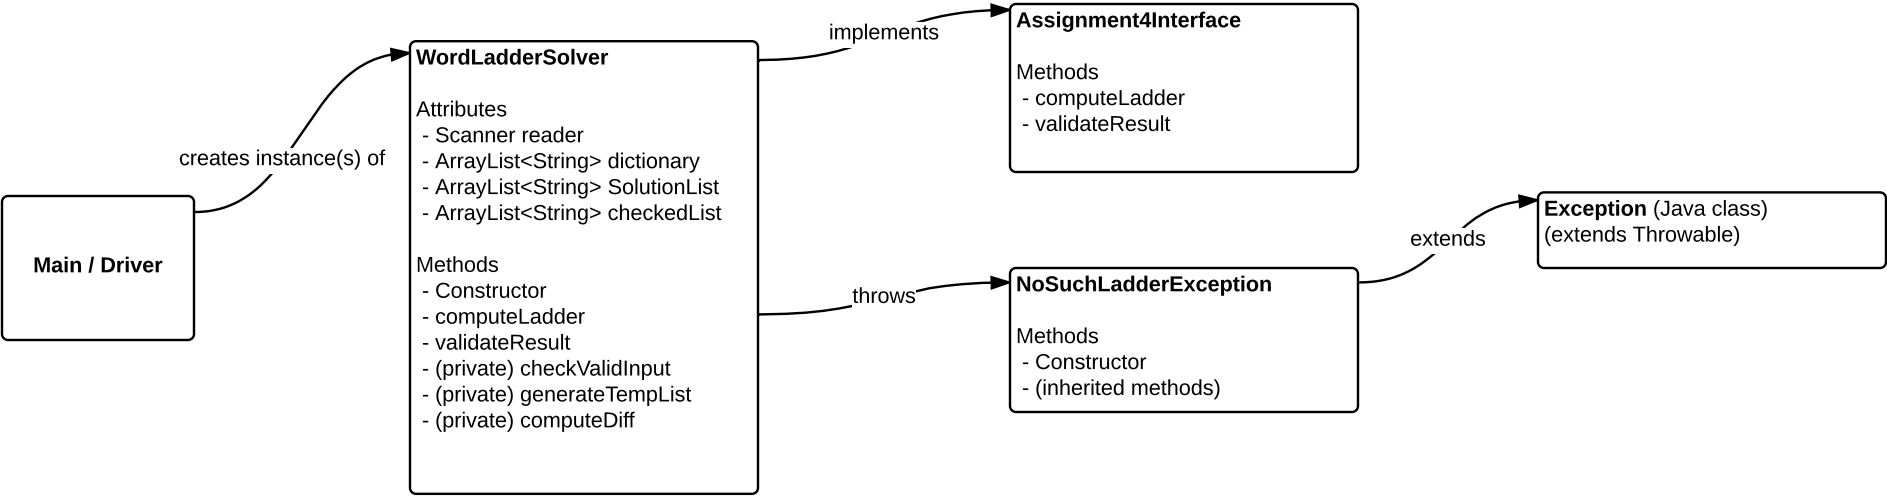 Main / Driver
creates instance(s) of
WordLadderSolver
Attributes
- Scanner reader
- ArrayList<String> dictionary
- ArrayList<String> SolutionList
- ArrayList<String> checkedList
Methods
- Constructor
- computeLadder
- validateResult
- (private) checkValidInput
- (private) generateTempList
- (private) computeDiff
implements
Assignment4Interface
Methods
- computeLadder
- validateResult
throws
NoSuchLadderException
Methods
- Constructor
- (inherited methods)
extends
Exception (Java class)
(extends Throwable)